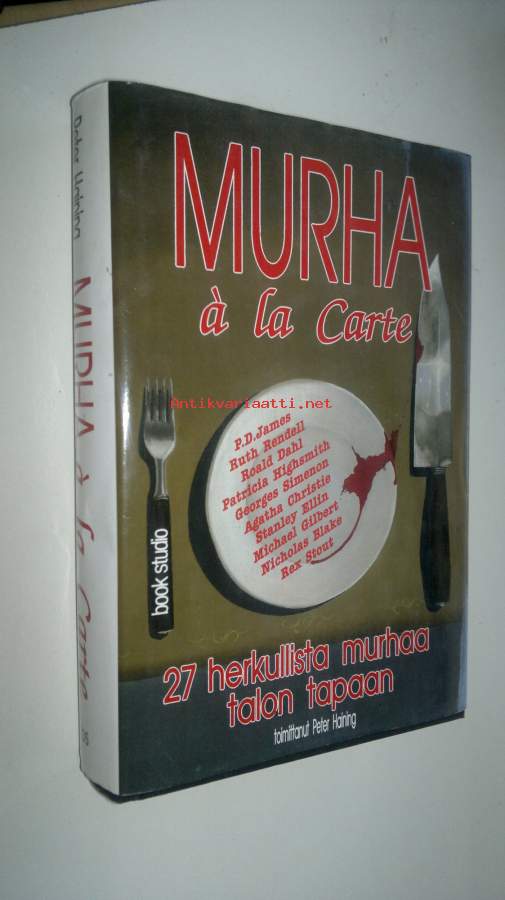 MURHA
à la Carte
Antikvariaatti.net
P.D. James
Ruth Rendell
Roald Dahl
Patricia Highsmith
Georges Simenon
Agatha Christie
Stanley Ellin
Michael Gilbert
Nicholas Blake
Rex Stout
book studio
27 herkullista murhaa
talon tapaan
toimittanut Peter Haining
Peter Haining
MURHA à la Carte